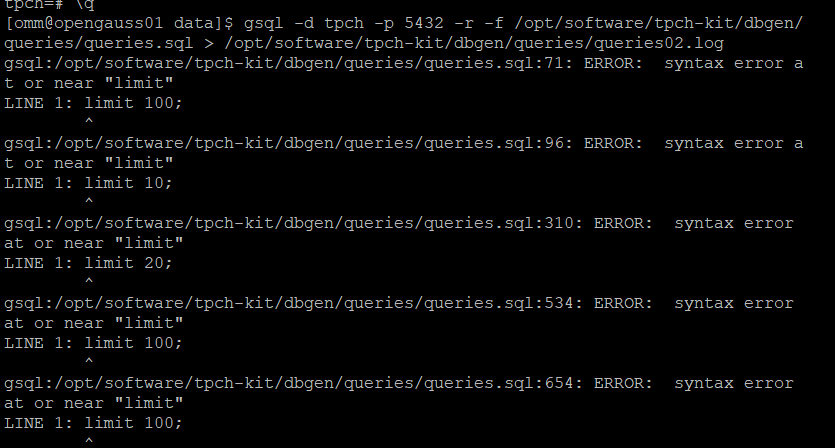 tpch=# \q
[omm@opengauss01 data]$ gsql -d tpch -p 5432 -r -f /opt/software/tpch-kit/dbgen/
queries/queries.sql > /opt/software/tpch-kit/dbgen/queries/queries02.log
gsql:/opt/software/tpch-kit/dbgen/queries/queries.sql:71: ERROR:  syntax error a
t or near "limit"
LINE 1: limit 100;
        ^
gsql:/opt/software/tpch-kit/dbgen/queries/queries.sql:96: ERROR:  syntax error a
t or near "limit"
LINE 1: limit 10;
        ^
gsql:/opt/software/tpch-kit/dbgen/queries/queries.sql:310: ERROR:  syntax error
at or near "limit"
LINE 1: limit 20;
        ^
gsql:/opt/software/tpch-kit/dbgen/queries/queries.sql:534: ERROR:  syntax error
at or near "limit"
LINE 1: limit 100;
        ^
gsql:/opt/software/tpch-kit/dbgen/queries/queries.sql:654: ERROR:  syntax error
at or near "limit"
LINE 1: limit 100;
        ^